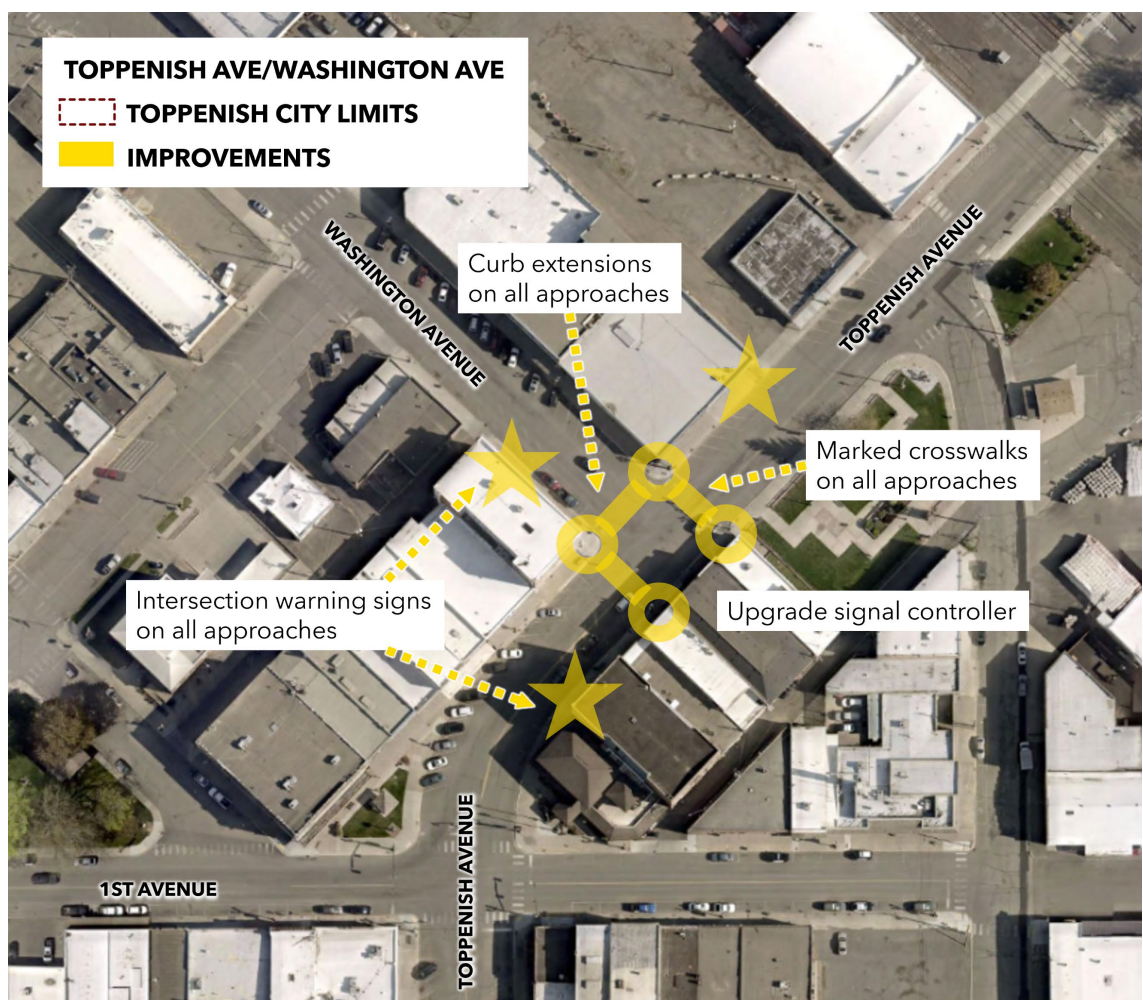 TOPPENISH AVE/WASHINGTON AVE
TOPPENISH CITY LIMITS
IMPROVEMENTS
WASHINGTON AVENUE
Curb extensions
on all approaches
TOPPENISH AVENUE
Marked crosswalks
on all approaches
Intersection warning signs
on all approaches
Upgrade signal controller
1ST AVENUE
TOPPENISH AVENUE